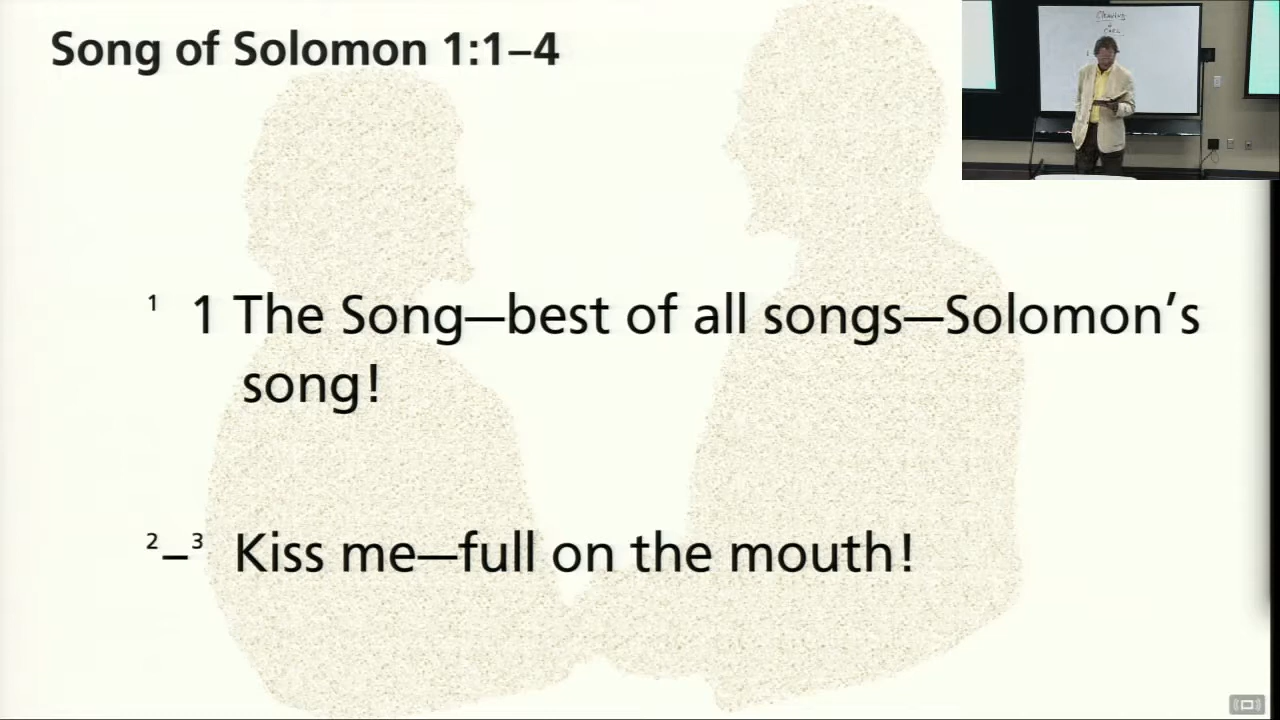 Song of Solomon 1:1–4
1 1 The Song—best of all songs—Solomon’s
song!
2–3 Kiss me—full on the mouth!